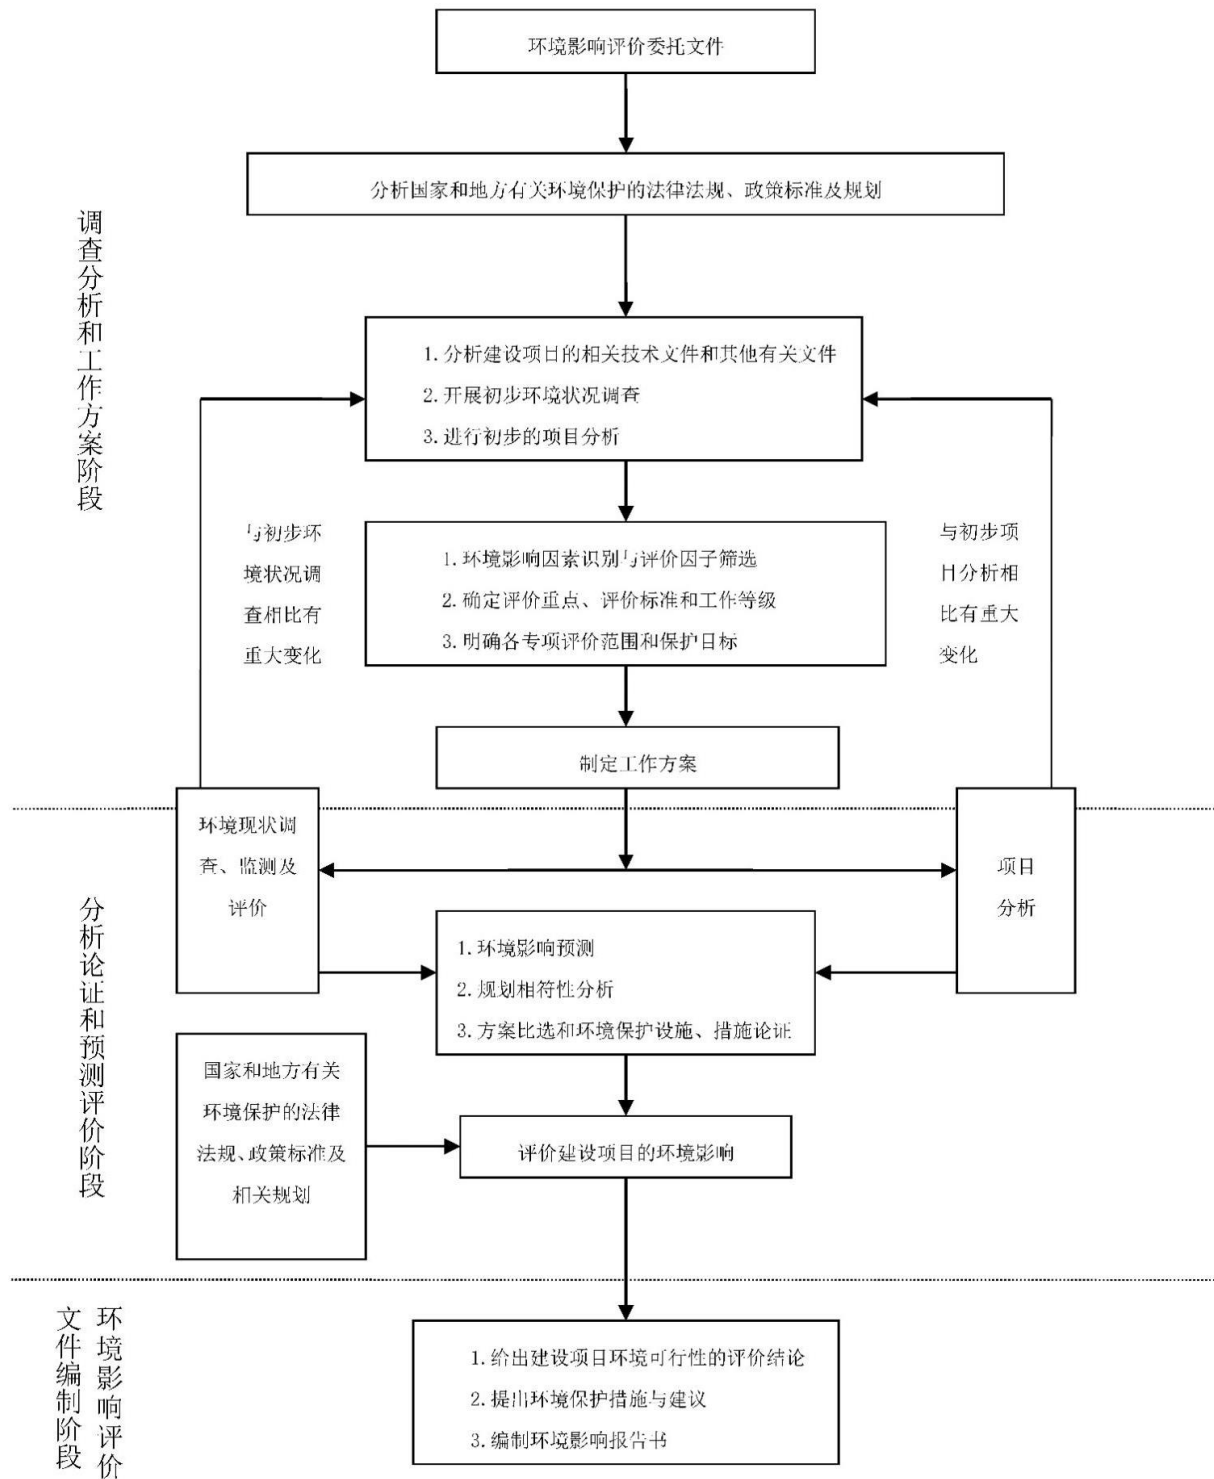 环境影响评价委托文件
分析国家和地方有关环境保护的法律法规、政策标准及规划
调查分析和工作方案阶段
1.分析建设项目的相关技术文件和其他有关文件
2.开展初步环境状况调查
3.进行初步的项目分析
与初步环
境状况调
查相比有
重大变化
1.环境影响因素识别与评价因子筛选
2.确定评价重点、评价标准和工作等级
3.明确各专项评价范围和保护目标
与初步项
目分析相
比有重大
变化
制定工作方案
分析论证和预测评价阶段
环境现状调
查、监测及
评价
项目
分析
1.环境影响预测
2.规划相符性分析
3.方案比选和环境保护设施、措施论证
国家和地方有关
环境保护的法律
法规、政策标准及
相关规划
评价建设项目的环境影响
环境影响评价
文件编制阶段
1.给出建设项目环境可行性的评价结论
2.提出环境保护措施与建议
3.编制环境影响报告书